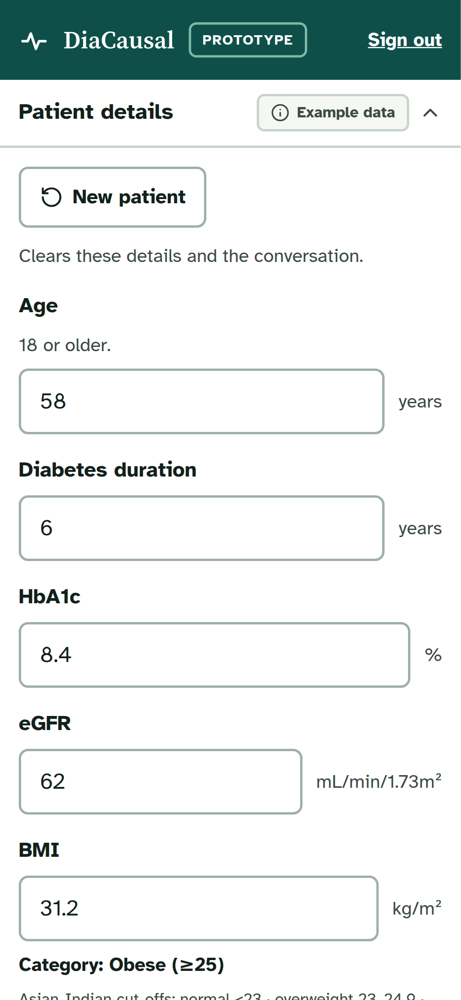 DiaCausal PROTOTYPE Sign out
Patient details Example data
New patient
Clears these details and the conversation.
Age
18 or older.
58 years
Diabetes duration
6 years
HbA1c
8.4 %
eGFR
62 mL/min/1.73m²
BMI
31.2 kg/m²
Category: Obese (≥25)
Asian Indian cut-offs: normal <23 · overweight 23–24.9 ·